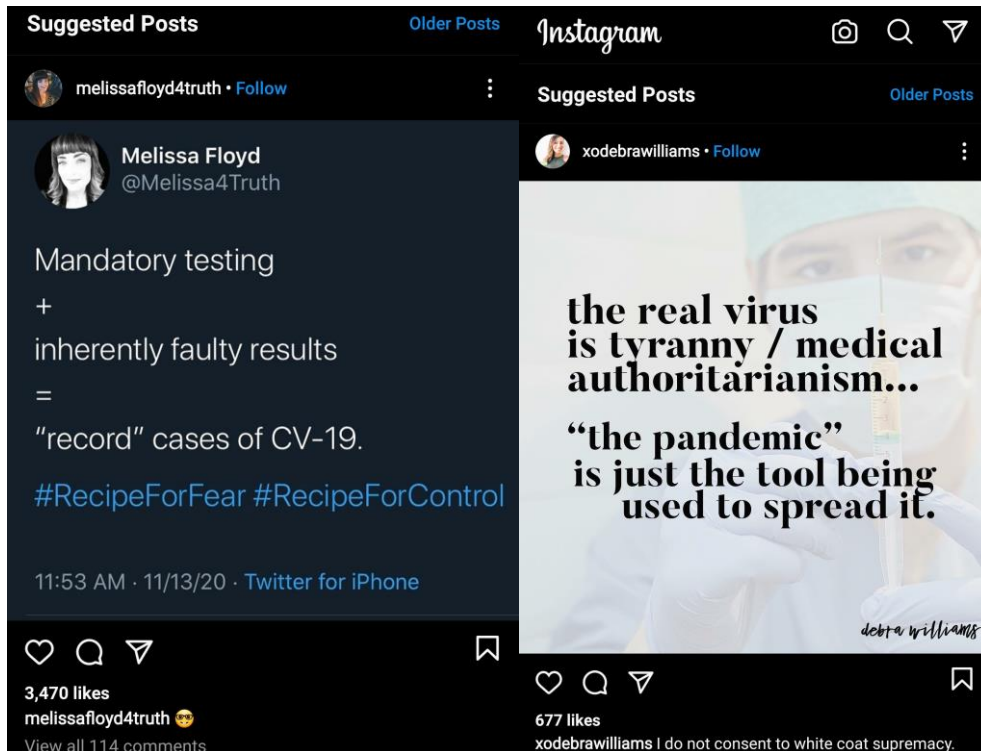 Suggested Posts
Older Posts
melissafloyd4truth • Follow
Melissa Floyd
@Melissa4Truth
Mandatory testing
+
inherently faulty results
=
“record” cases of CV-19.
#RecipeForFear #RecipeForControl
11:53 AM · 11/13/20 · Twitter for iPhone
3,470 likes
melissafloyd4truth 🤓
View all 114 comments
Instagram
Suggested Posts
Older Posts
xodebrawilliams • Follow
the real virus
is tyranny / medical
authoritarianism...
“the pandemic”
is just the tool being
used to spread it.
debra williams
677 likes
xodebrawilliams I do not consent to white coat supremacy.